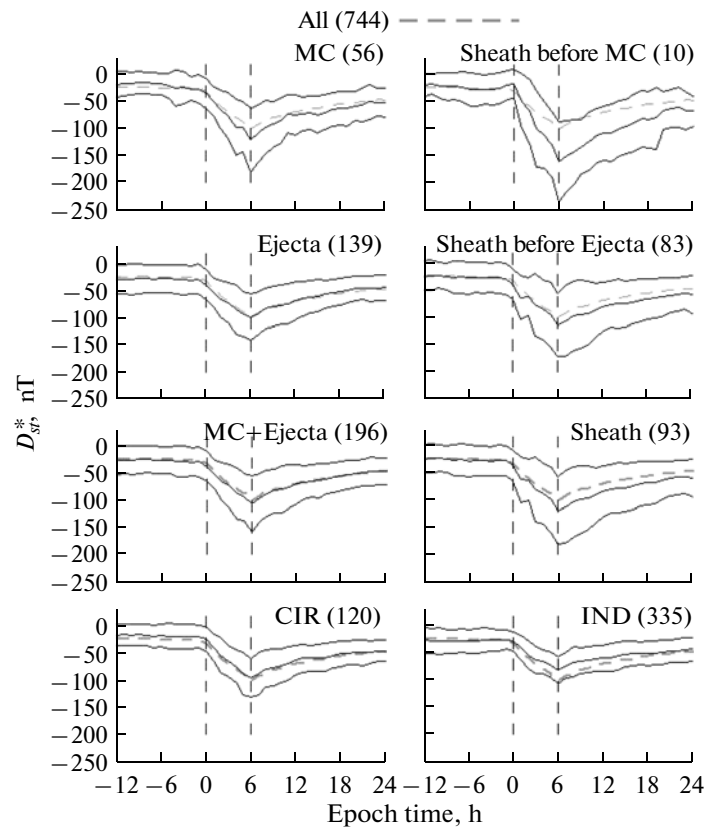 All (744)
MC (56)
Sheath before MC (10)
0
−50
−100
−150
−200
−250
Ejecta (139)
Sheath before Ejecta (83)
0
−50
−100
−150
−200
−250
MC+Ejecta (196)
Sheath (93)
0
−50
−100
−150
−200
−250
CIR (120)
IND (335)
0
−50
−100
−150
−200
−250
D*st, nT
−12 −6 0 6 12 18 24
−12 −6 0 6 12 18 24
Epoch time, h